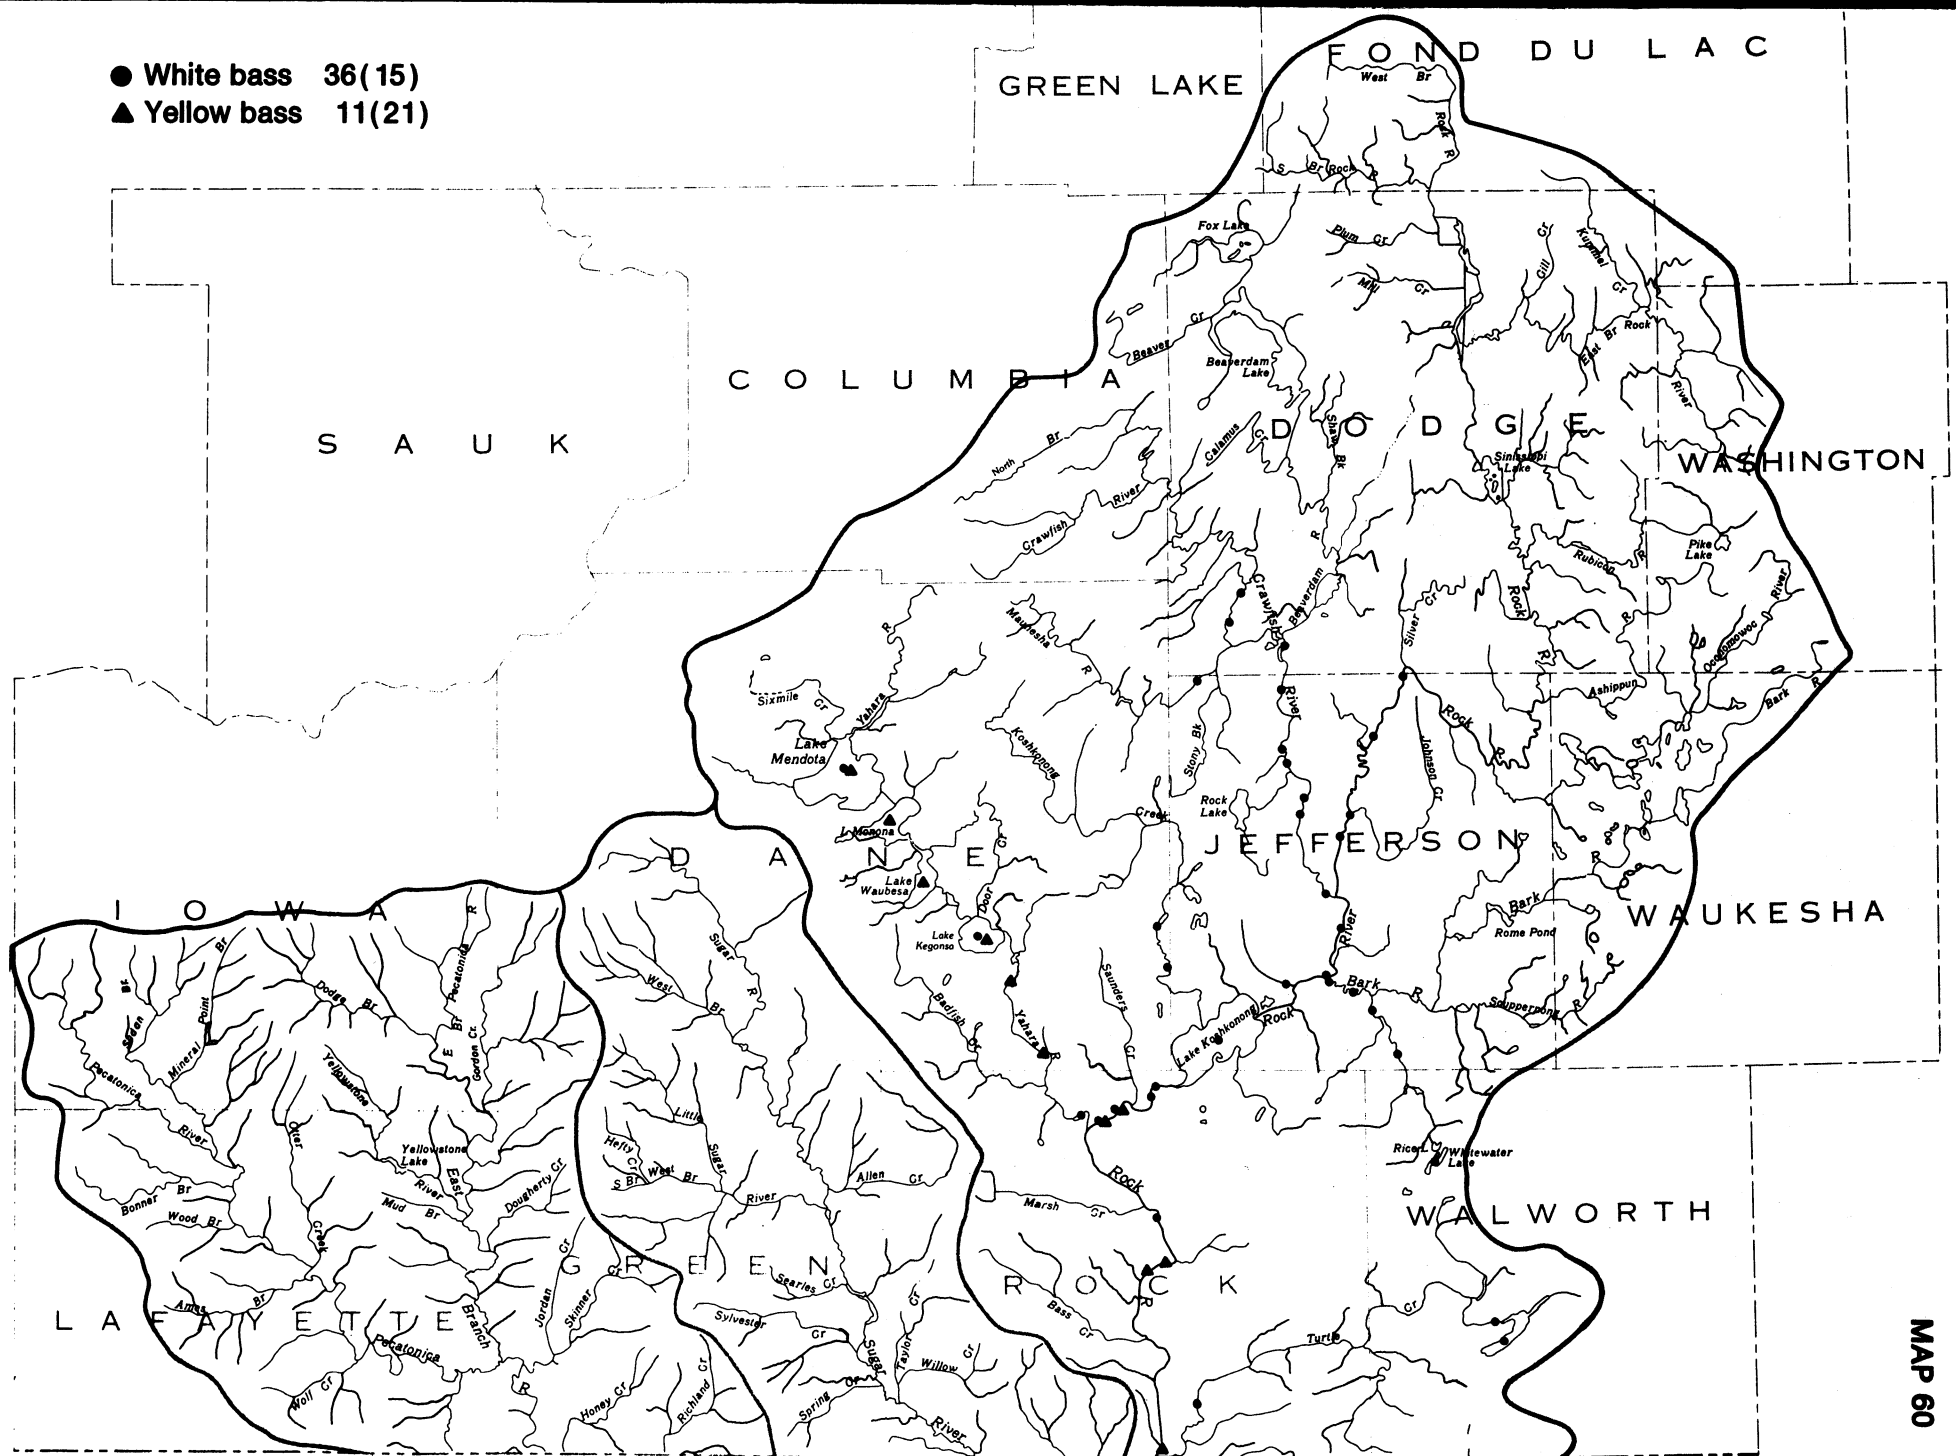 ● White bass 36(15)
▲ Yellow bass 11(21)
GREEN LAKE
FOND DU LAC
West Br
Rock R
S Br Rock R
Fox Lake
Plum Cr
Mill Cr
Gill Cr
Kummel Cr
East Br Rock River
Beaver Cr
Beaverdam Lake
COLUMBIA
SAUK
DODGE
WASHINGTON
North Br
Calamus Cr
Shaw Bk
Sinissippi Lake
Crawfish River
Rubicon R
Pike Lake
Rock R
Crawfish River
Beaverdam R
Maunesha R
Silver Cr
Oconomowoc River
R
Ashippun R
Bark R
Sixmile Cr
Yahara R
Lake Mendota
Koshkonong Creek
Stony Bk
Rock R
Johnson Cr
Rock Lake
L Monona
JEFFERSON
DANE
Lake Waubesa
Door Cr
Lake Kegonsa
IOWA
WAUKESHA
Bark R
Rome Pond
River
Bark R
Scuppernong R
Sugar R
West Br
Pecatonica R
E Br
Gordon Cr.
Dodge Br
Mineral Point Br
Pecatonica River
Yellowstone
Badfish Cr
Yahara R
Saunders Cr
Lake Koshkonong
Rock
Otter Creek
Little Sugar
Hefty Cr
S Br
West Br
River
Allen Cr
Yellowstone Lake
River
East Branch
Dougherty Cr
Mud Br
Bonner Br
Wood Br
Rice L
Whitewater Lake
Rock R
Marsh Cr
WALWORTH
GREEN
ROCK
Searles Cr
Jordan Cr
Skinner Cr
Ames Br
LAFAYETTE
Pecatonica R
Sylvester Cr
Sugar River
Taylor Cr
Bass Cr
Turtle Cr
Willow Cr
Wolf Cr
Honey Cr
Richland Cr
Spring Cr
MAP 60